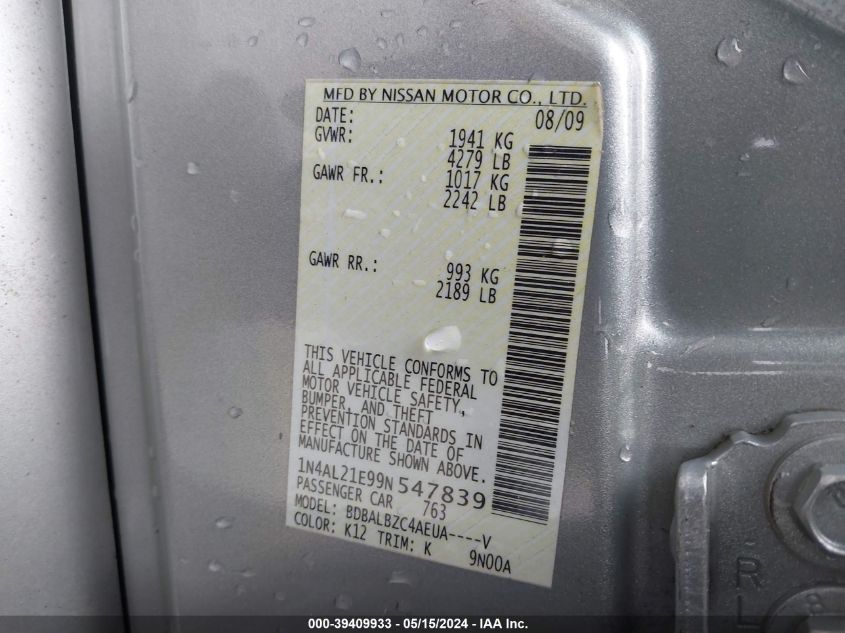 MFD BY NISSAN MOTOR CO., LTD.
DATE: 08/09
GVWR: 1941 KG
4279 LB
GAWR FR.: 1017 KG
2242 LB
GAWR RR.: 993 KG
2189 LB
THIS VEHICLE CONFORMS TO
ALL APPLICABLE FEDERAL
MOTOR VEHICLE SAFETY,
BUMPER, AND THEFT
PREVENTION STANDARDS IN
EFFECT ON THE DATE OF
MANUFACTURE SHOWN ABOVE.
1N4AL21E99N547839
PASSENGER CAR 763
MODEL: BDBALBZC4AEUA----V
COLOR: K12 TRIM: K 9N00A
R 8
L
000-39409933 - 05/15/2024 - IAA Inc.